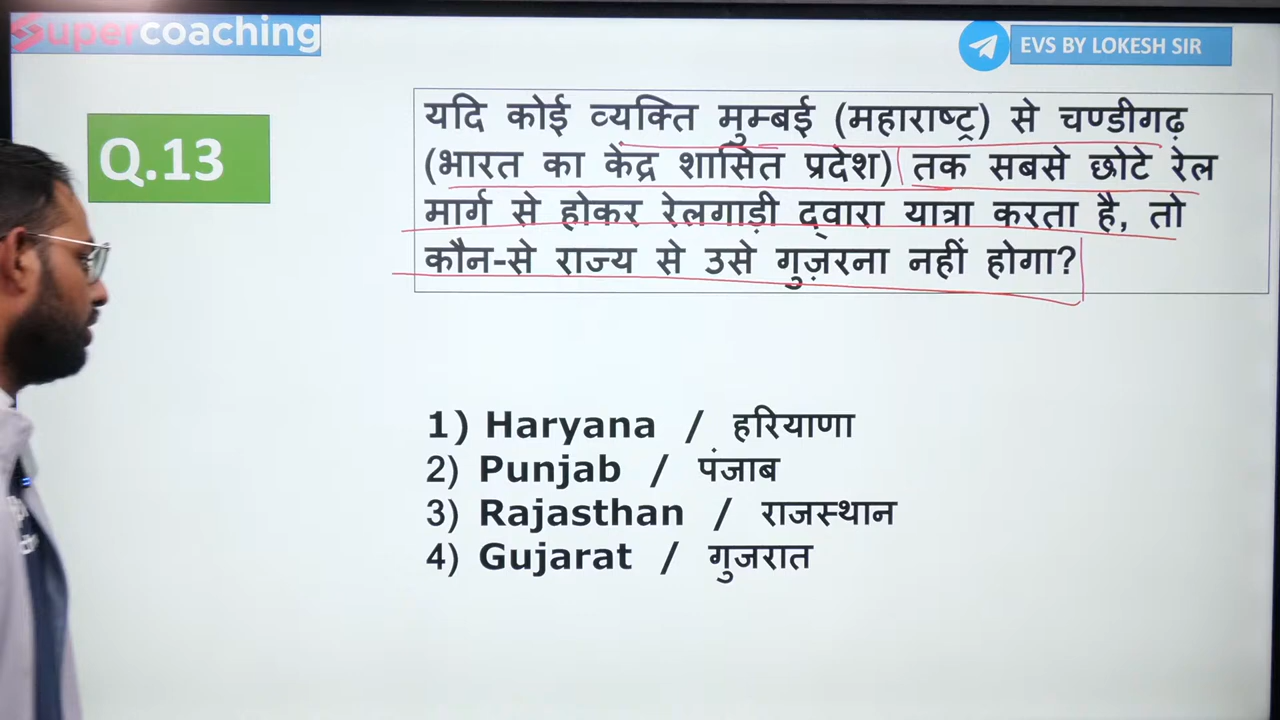 Supercoaching
EVS BY LOKESH SIR
Q.13
यदि कोई व्यक्ति मुम्बई (महाराष्ट्र) से चण्डीगढ़
(भारत का केंद्र शासित प्रदेश) तक सबसे छोटे रेल
मार्ग से होकर रेलगाड़ी द्वारा यात्रा करता है, तो
कौन-से राज्य से उसे गुज़रना नहीं होगा?
1) Haryana / हरियाणा
2) Punjab / पंजाब
3) Rajasthan / राजस्थान
4) Gujarat / गुजरात